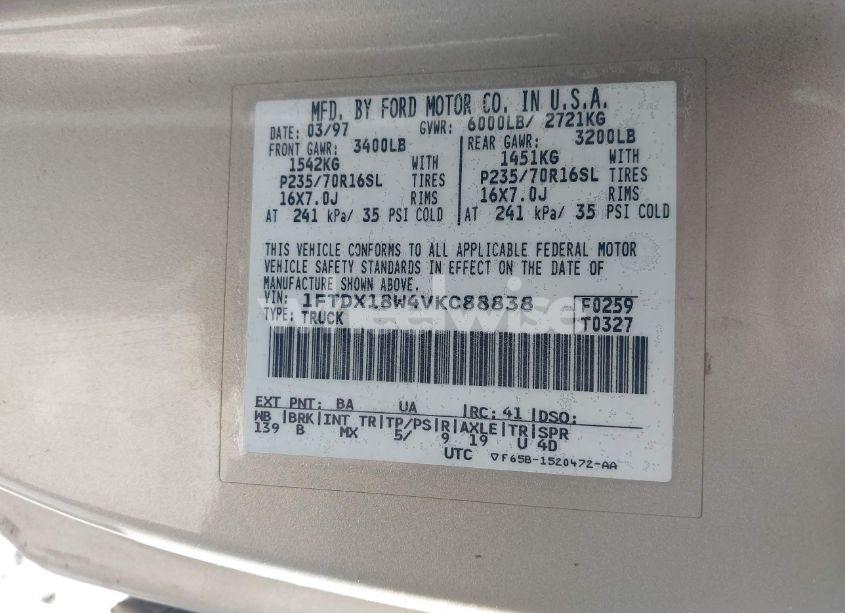 MFD. BY FORD MOTOR CO. IN U.S.A.
DATE: 03/97 GVWR: 6000LB/ 2721KG
FRONT GAWR: 3400LB REAR GAWR: 3200LB
1542KG WITH 1451KG WITH
P235/70R16SL TIRES P235/70R16SL TIRES
16X7.0J RIMS 16X7.0J RIMS
AT 241 kPa/ 35 PSI COLD AT 241 kPa/ 35 PSI COLD
THIS VEHICLE CONFORMS TO ALL APPLICABLE FEDERAL MOTOR
VEHICLE SAFETY STANDARDS IN EFFECT ON THE DATE OF
MANUFACTURE SHOWN ABOVE.
VIN: 1FTDX18W4VKC88838 F0259
TYPE: TRUCK T0327
wheelwise
EXT PNT: BA UA RC: 41 DSO:
WB BRK INT TR TP/PS R AXLE TR SPR
139 B MX 5/ 9 19 U 4D
UTC ▽F65B-1520472-AA